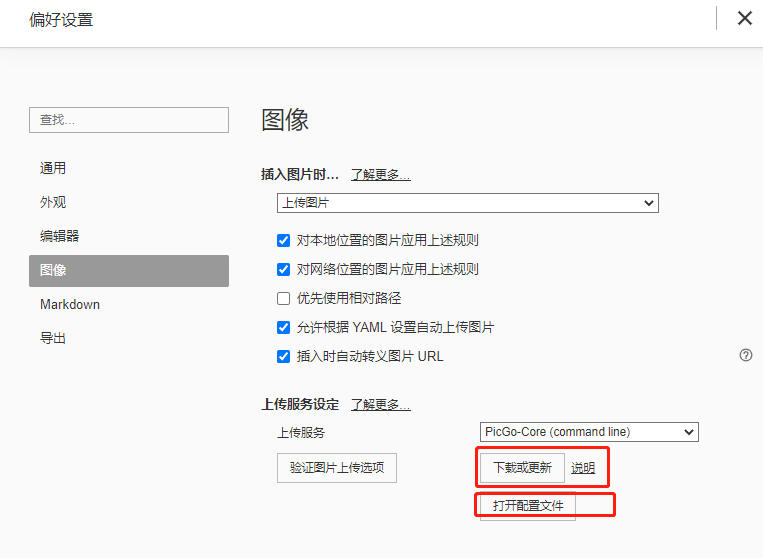 偏好设置
查找...
通用
外观
编辑器
图像
Markdown
导出
图像
插入图片时... 了解更多...
上传图片
对本地位置的图片应用上述规则
对网络位置的图片应用上述规则
优先使用相对路径
允许根据 YAML 设置自动上传图片
插入时自动转义图片 URL
上传服务设定 了解更多...
上传服务 PicGo-Core (command line)
验证图片上传选项 下载或更新 说明
打开配置文件